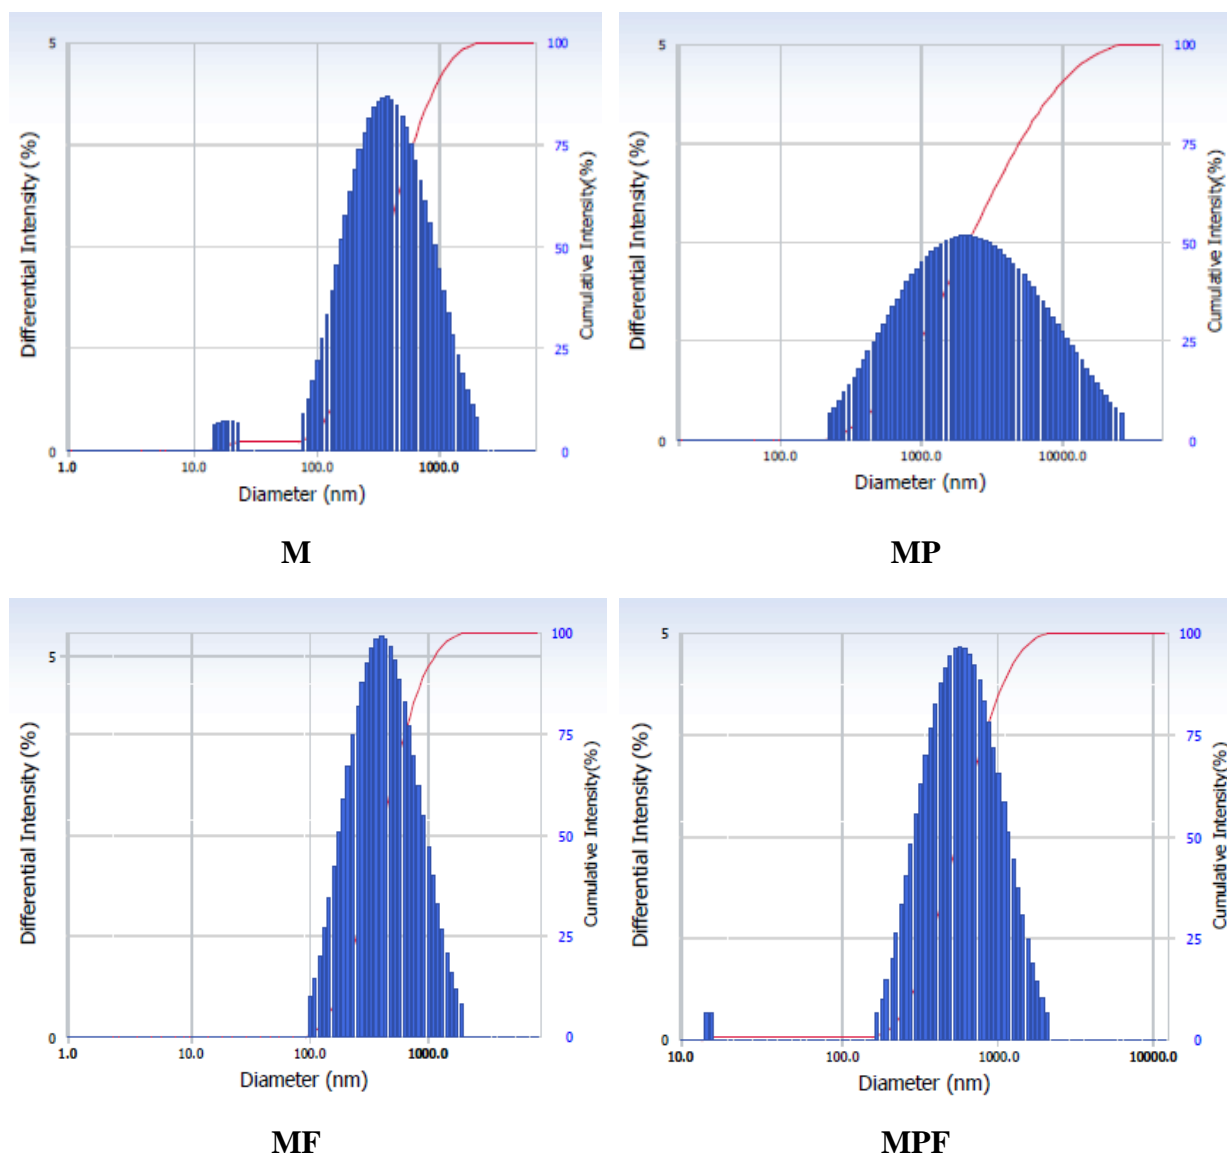 5
100
75
50
25
0
0
1.0 10.0 100.0 1000.0
Differential Intensity (%)
Cumulative Intensity(%)
Diameter (nm)
M
5
100
75
50
25
0
0
100.0 1000.0 10000.0
Differential Intensity (%)
Cumulative Intensity(%)
Diameter (nm)
MP
5
100
75
50
25
0
0
1.0 10.0 100.0 1000.0
Differential Intensity (%)
Cumulative Intensity(%)
Diameter (nm)
MF
5
100
75
50
25
0
0
10.0 100.0 1000.0 10000.0
Differential Intensity (%)
Cumulative Intensity(%)
Diameter (nm)
MPF